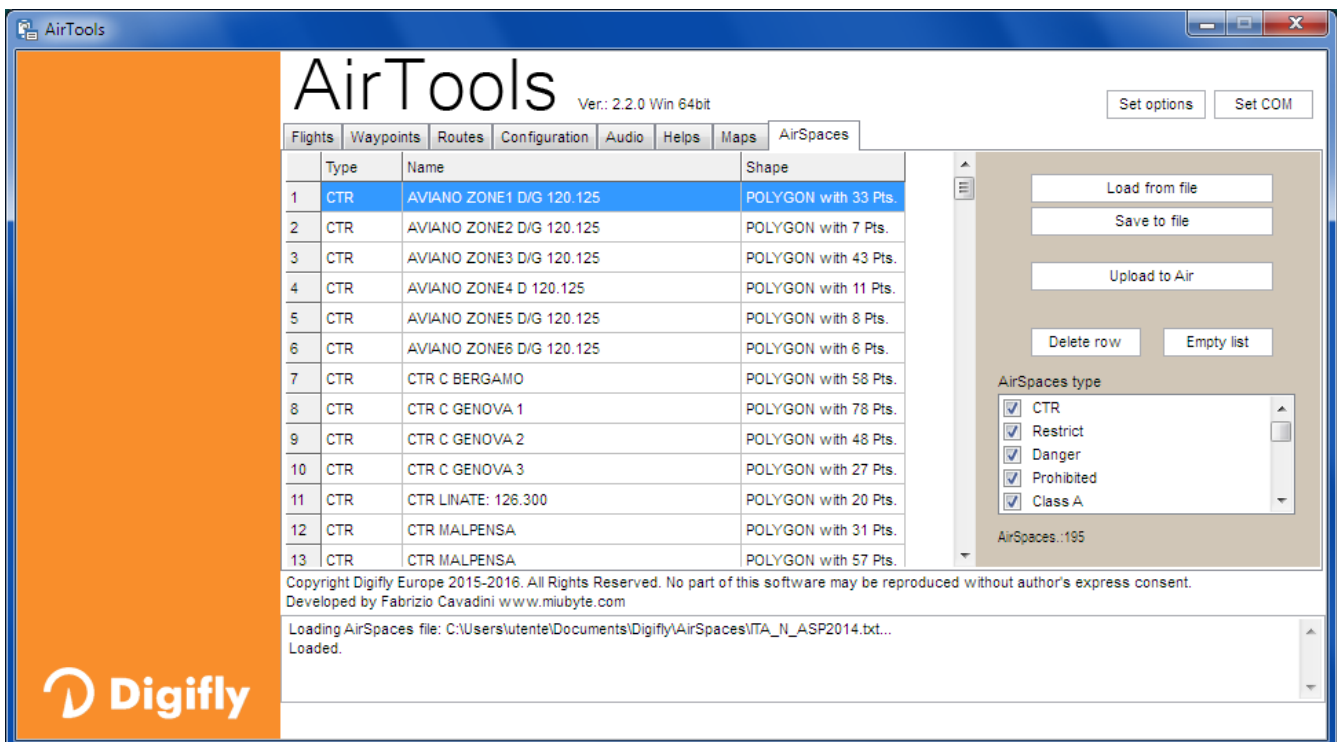 AirTools
AirTools Ver.: 2.2.0 Win 64bit
Set options Set COM
Flights Waypoints Routes Configuration Audio Helps Maps AirSpaces
Type Name Shape
1 CTR AVIANO ZONE1 D/G 120.125 POLYGON with 33 Pts.
2 CTR AVIANO ZONE2 D/G 120.125 POLYGON with 7 Pts.
3 CTR AVIANO ZONE3 D/G 120.125 POLYGON with 43 Pts.
4 CTR AVIANO ZONE4 D 120.125 POLYGON with 11 Pts.
5 CTR AVIANO ZONE5 D/G 120.125 POLYGON with 8 Pts.
6 CTR AVIANO ZONE6 D/G 120.125 POLYGON with 6 Pts.
7 CTR CTR C BERGAMO POLYGON with 58 Pts.
8 CTR CTR C GENOVA 1 POLYGON with 78 Pts.
9 CTR CTR C GENOVA 2 POLYGON with 48 Pts.
10 CTR CTR C GENOVA 3 POLYGON with 27 Pts.
11 CTR CTR LINATE: 126.300 POLYGON with 20 Pts.
12 CTR CTR MALPENSA POLYGON with 31 Pts.
13 CTR CTR MALPENSA POLYGON with 57 Pts.
Load from file
Save to file
Upload to Air
Delete row Empty list
AirSpaces type
CTR
Restrict
Danger
Prohibited
Class A
AirSpaces.:195
Copyright Digifly Europe 2015-2016. All Rights Reserved. No part of this software may be reproduced without author's express consent.
Developed by Fabrizio Cavadini www.miubyte.com
Loading AirSpaces file: C:\Users\utente\Documents\Digifly\AirSpaces\ITA_N_ASP2014.txt...
Loaded.
Digifly